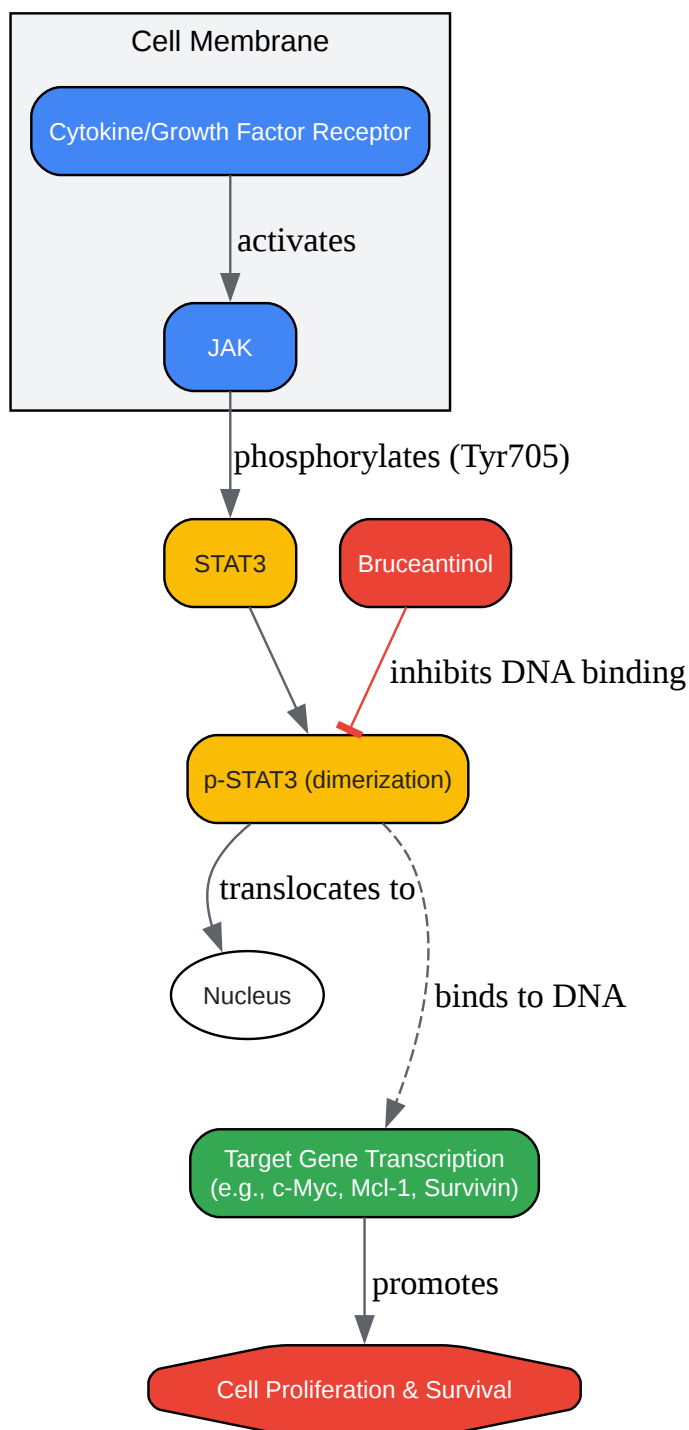 Cell Membrane
Cytokine/Growth Factor Receptor
activates
JAK
phosphorylates (Tyr705)
STAT3
Bruceantinol
inhibits DNA binding
p-STAT3 (dimerization)
translocates to
Nucleus
binds to DNA
Target Gene Transcription
(e.g., c-Myc, Mcl-1, Survivin)
promotes
Cell Proliferation & Survival